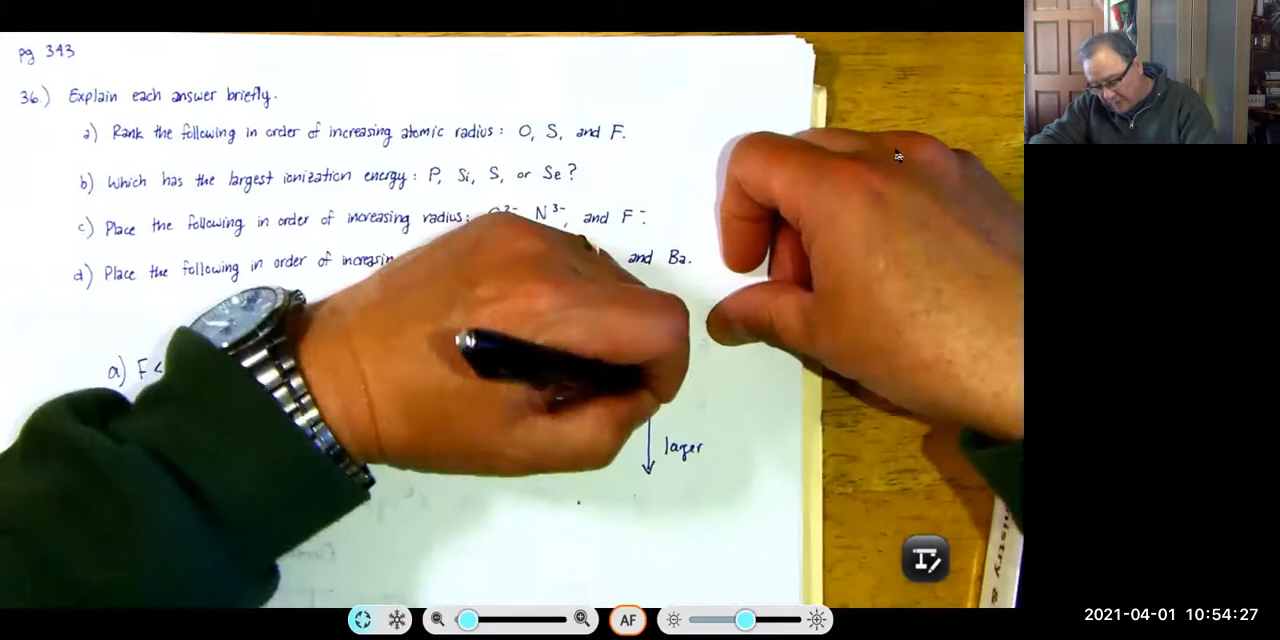 pg 343
36.) Explain each answer briefly.
a) Rank the following in order of increasing atomic radius: O, S, and F.
b) Which has the largest ionization energy: P, Si, S, or Se?
c) Place the following in order of increasing radius: N³⁻, and F⁻.
d) Place the following in order of and Ba.
a) F <
larger
AF
2021-04-01 10:54:27